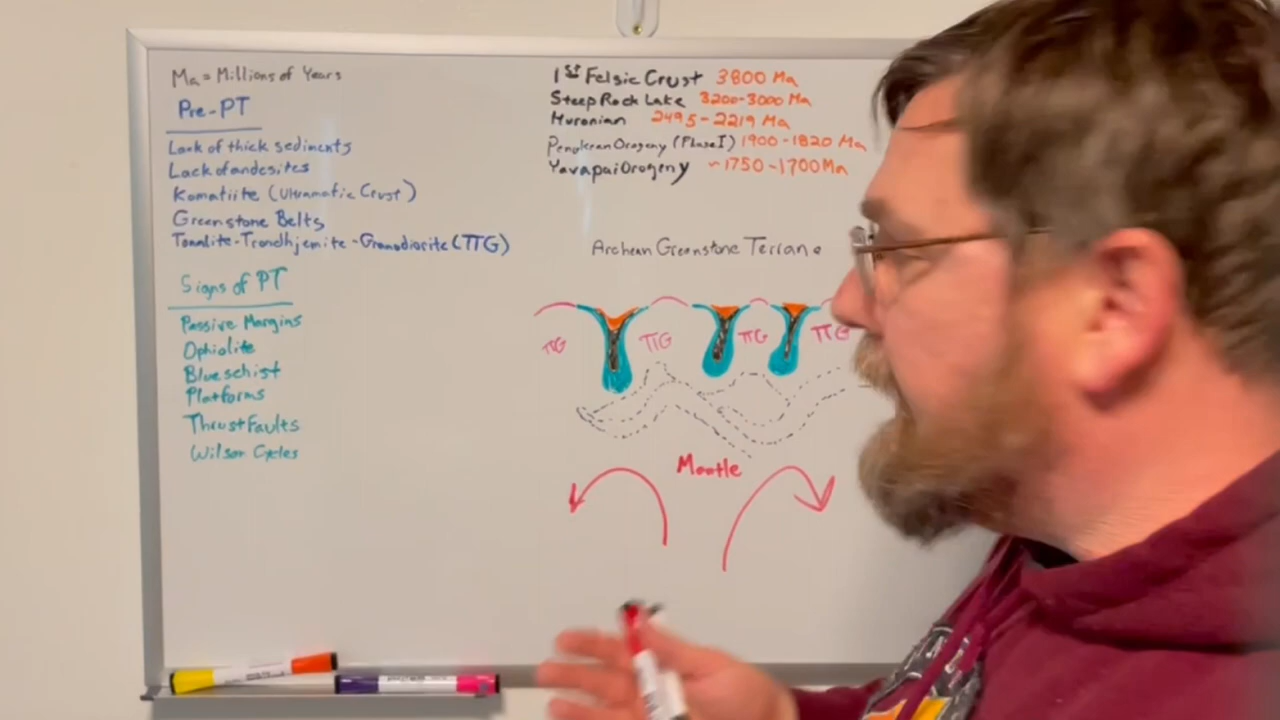 Ma = Millions of Years
Pre-PT
Lack of thick sediments
Lack of andesites
Komatiite (Ultramafic Crust)
Greenstone Belts
Tonalite-Trondhjemite-Granodiorite (TTG)
Signs of PT
Passive Margins
Ophiolite
Blueschist
Platforms
Thrust Faults
Wilson Cycles
1st Felsic Crust 3800 Ma
Steep Rock Lake 3200-3000 Ma
Huronian 2495-2219 Ma
Penokean Orogeny (Phase I) 1900-1820 Ma
Yavapai Orogeny ~1750-1700 Ma
Archean Greenstone Terrane
TTG TTG TTG TTG
Mantle